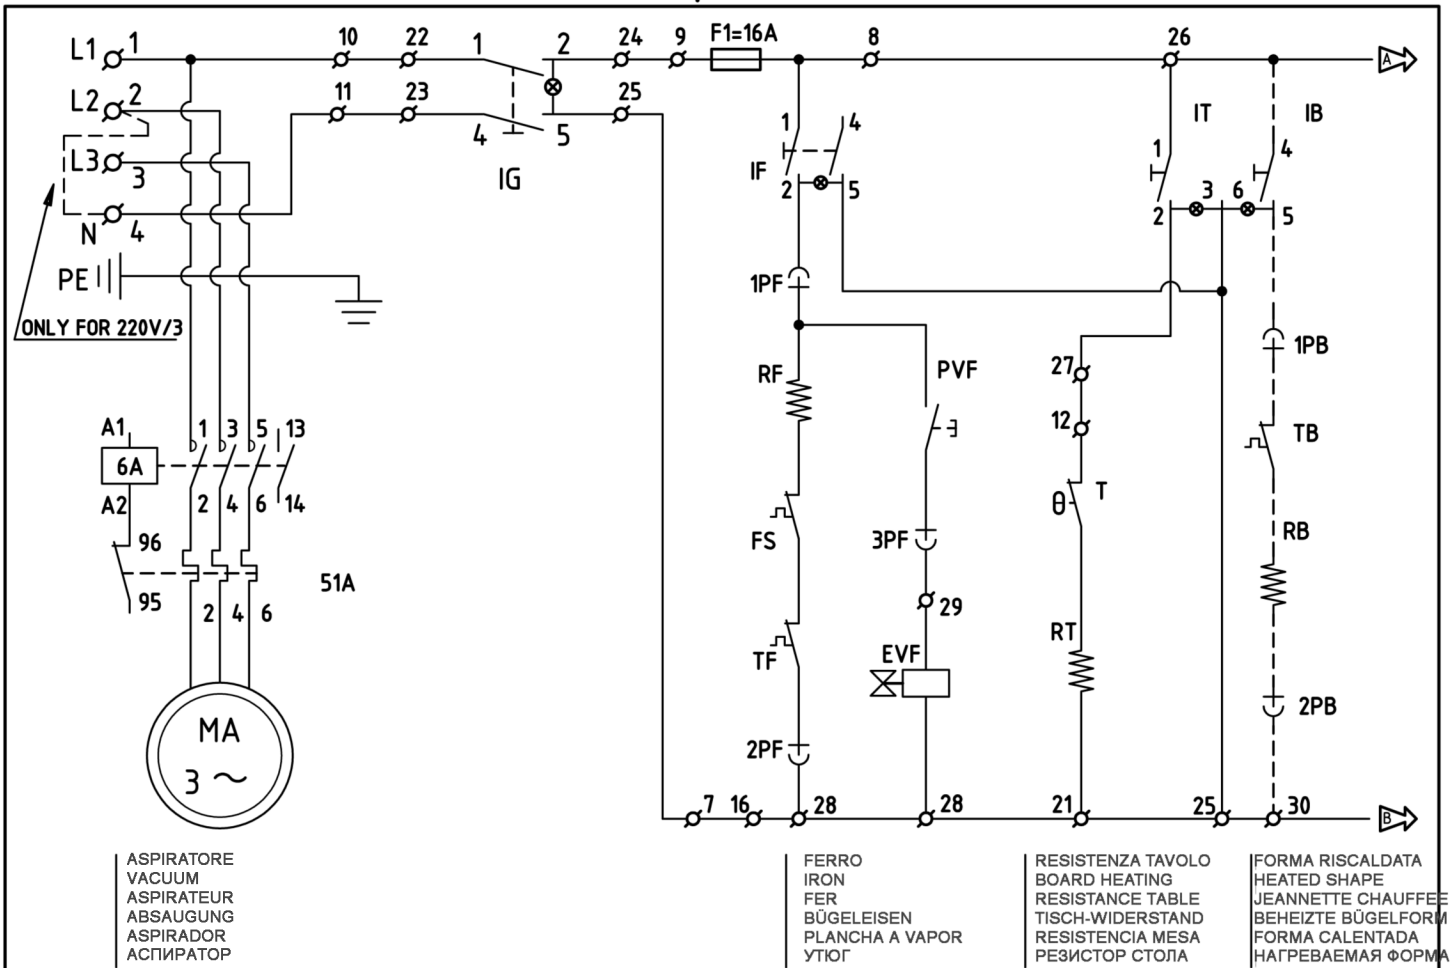 L1 1
10
22
1
2
24
9
F1=16A
8
26
A
L2 2
11
23
4
5
25
IG
L3
3
N 4
PE
ONLY FOR 220V/3
1
4
IF
2
5
IT
IB
1
4
2
3
6
5
1PF
RF
PVF
27
12
1PB
TB
A1
6A
A2
1 3 5 13
2 4 6 14
96
95
51A
2 4 6
FS
3PF
θ T
RB
29
TF
EVF
RT
MA
3 ~
2PF
2PB
7
16
28
28
21
25
30
B
ASPIRATORE
VACUUM
ASPIRATEUR
ABSAUGUNG
ASPIRADOR
АСПИРАТОР
FERRO
IRON
FER
BÜGELEISEN
PLANCHA A VAPOR
УТЮГ
RESISTENZA TAVOLO
BOARD HEATING
RESISTANCE TABLE
TISCH-WIDERSTAND
RESISTENCIA MESA
РЕЗИСТОР СТОЛА
FORMA RISCALDATA
HEATED SHAPE
JEANNETTE CHAUFFEE
BEHEIZTE BÜGELFORM
FORMA CALENTADA
НАГРЕВАЕМАЯ ФОРМА